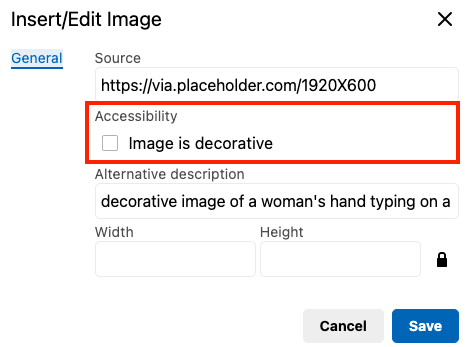 Insert/Edit Image
General
Source
https://via.placeholder.com/1920X600
Accessibility
Image is decorative
Alternative description
decorative image of a woman's hand typing on a
Width Height
Cancel Save